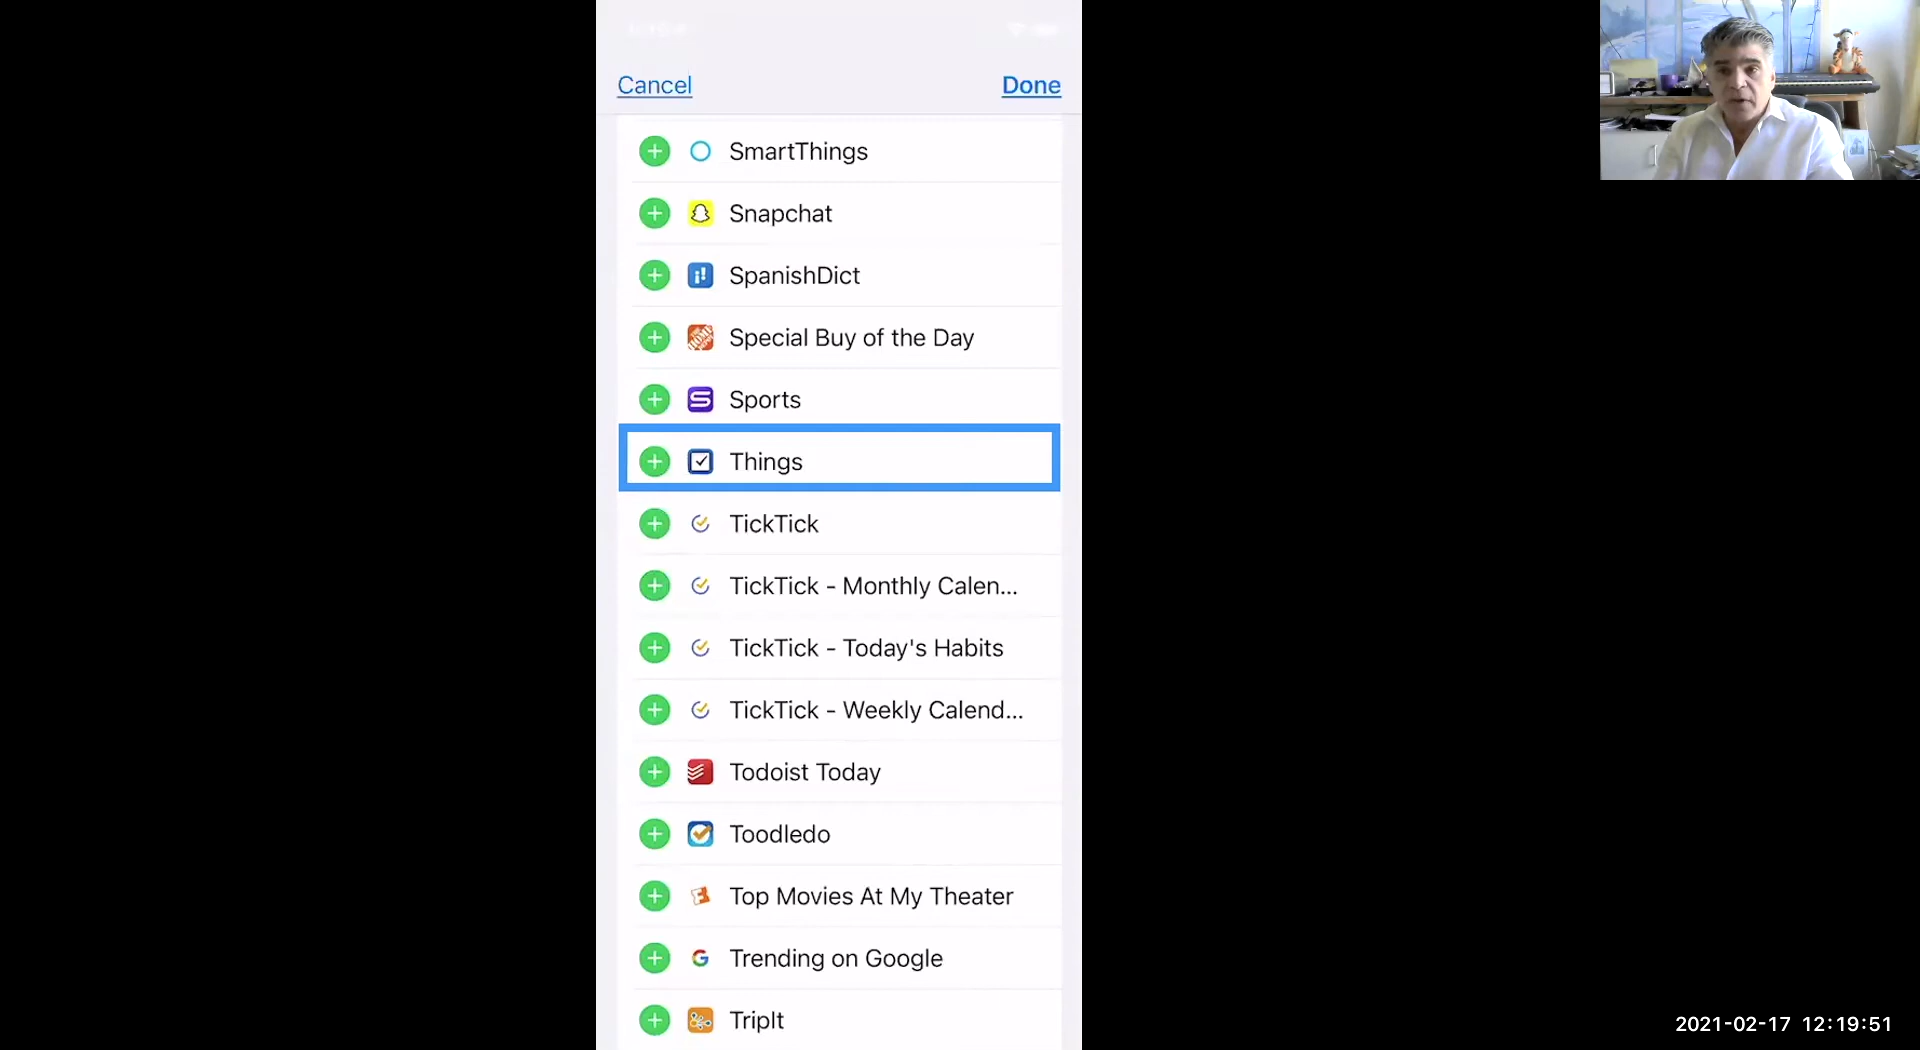 Cancel
Done
SmartThings
Snapchat
SpanishDict
Special Buy of the Day
Sports
Things
TickTick
TickTick - Monthly Calen...
TickTick - Today's Habits
TickTick - Weekly Calend...
Todoist Today
Toodledo
Top Movies At My Theater
Trending on Google
TripIt
2021-02-17 12:19:51